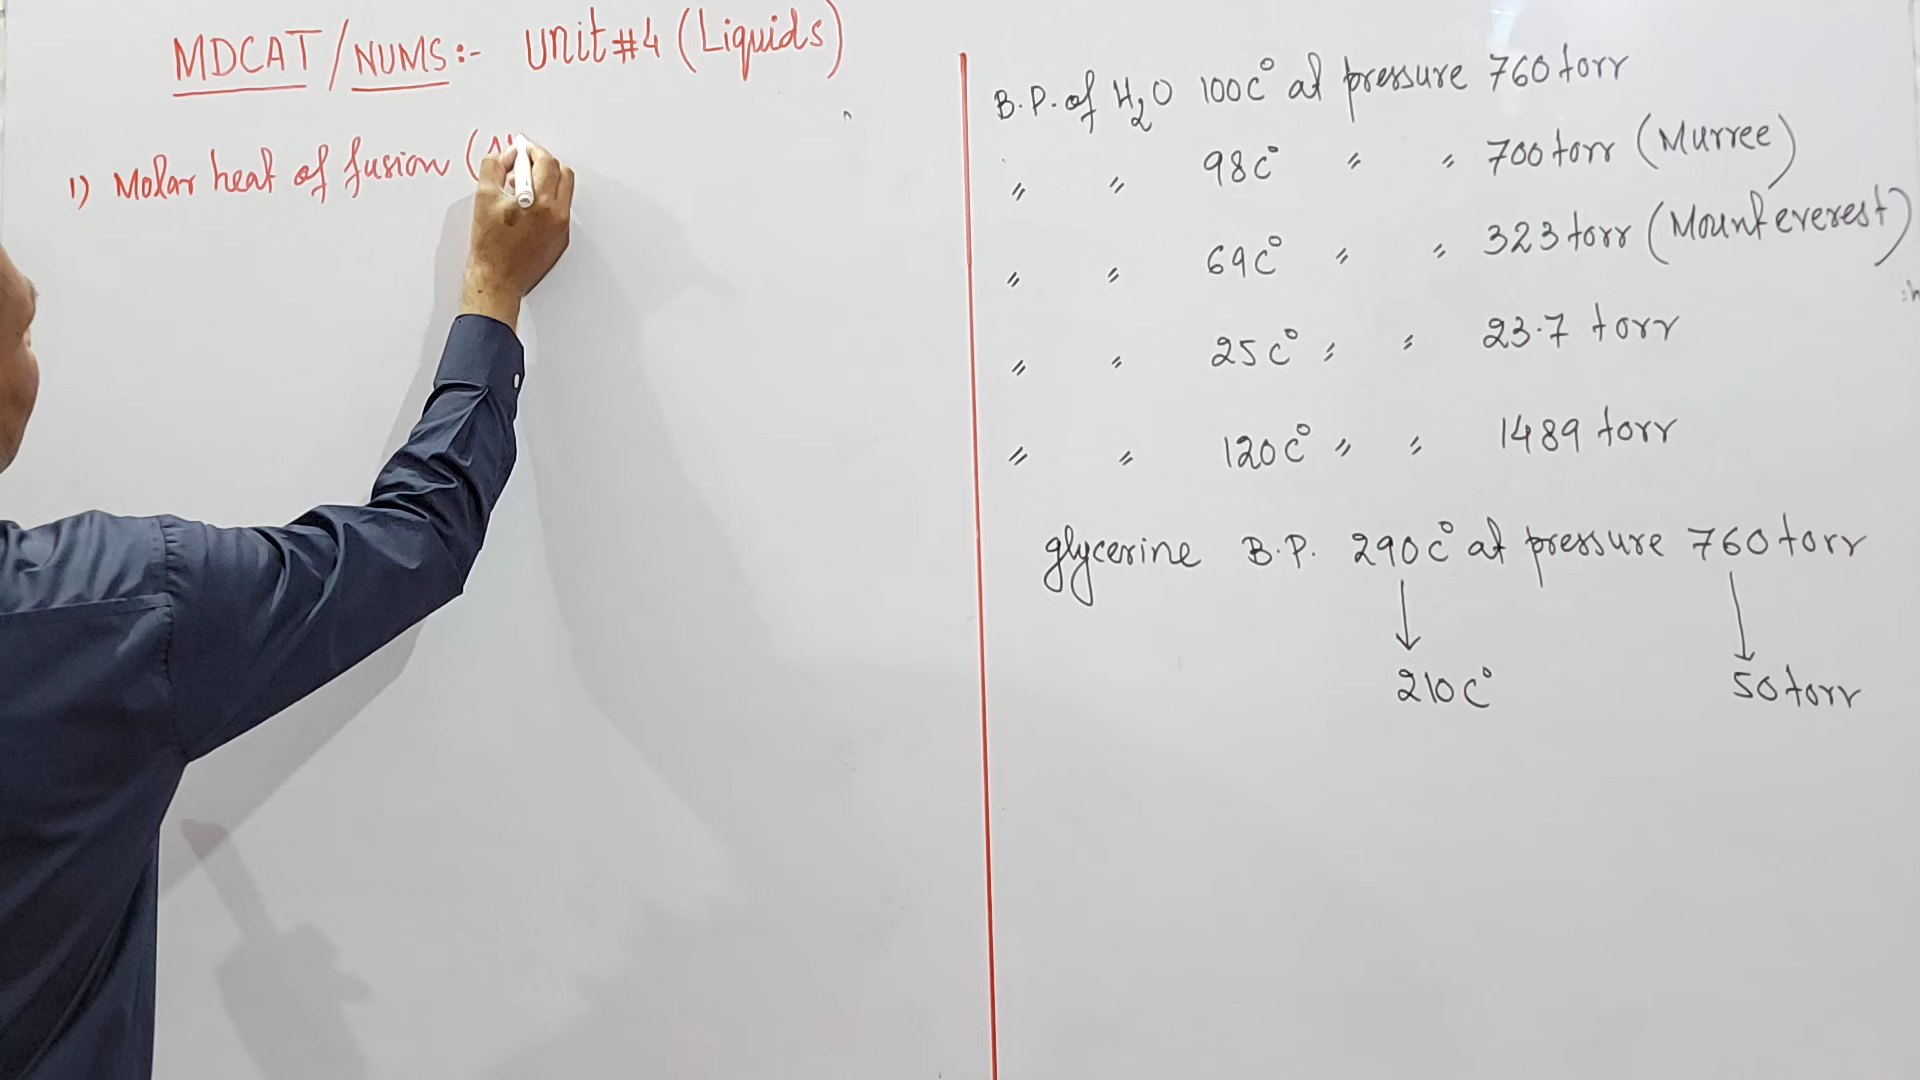 MDCAT/NUMS:- Unit#4 (Liquids)
1) Molar heat of fusion (
B.P. of H₂O 100C° at pressure 760 torr
〃 〃 98C° 〃 〃 700 torr (Murree)
〃 〃 69C° 〃 〃 323 torr (Mount everest)
〃 〃 25C° 〃 〃 23.7 torr
〃 〃 120C° 〃 〃 1489 torr
glycerine B.P. 290C° at pressure 760 torr
↓ ↓
210C° 50 torr